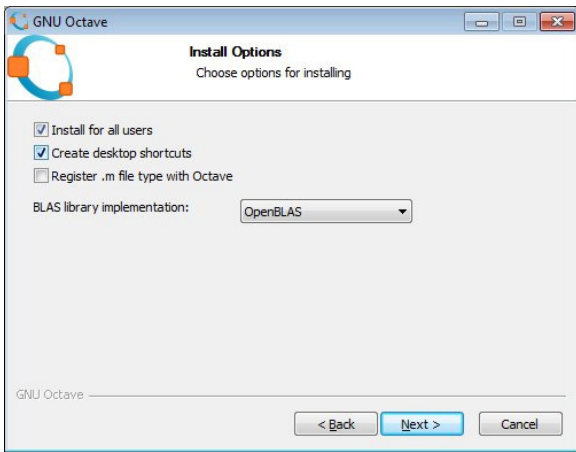 GNU Octave
Install Options
Choose options for installing
Install for all users
Create desktop shortcuts
Register .m file type with Octave
BLAS library implementation: OpenBLAS
GNU Octave
< Back Next > Cancel